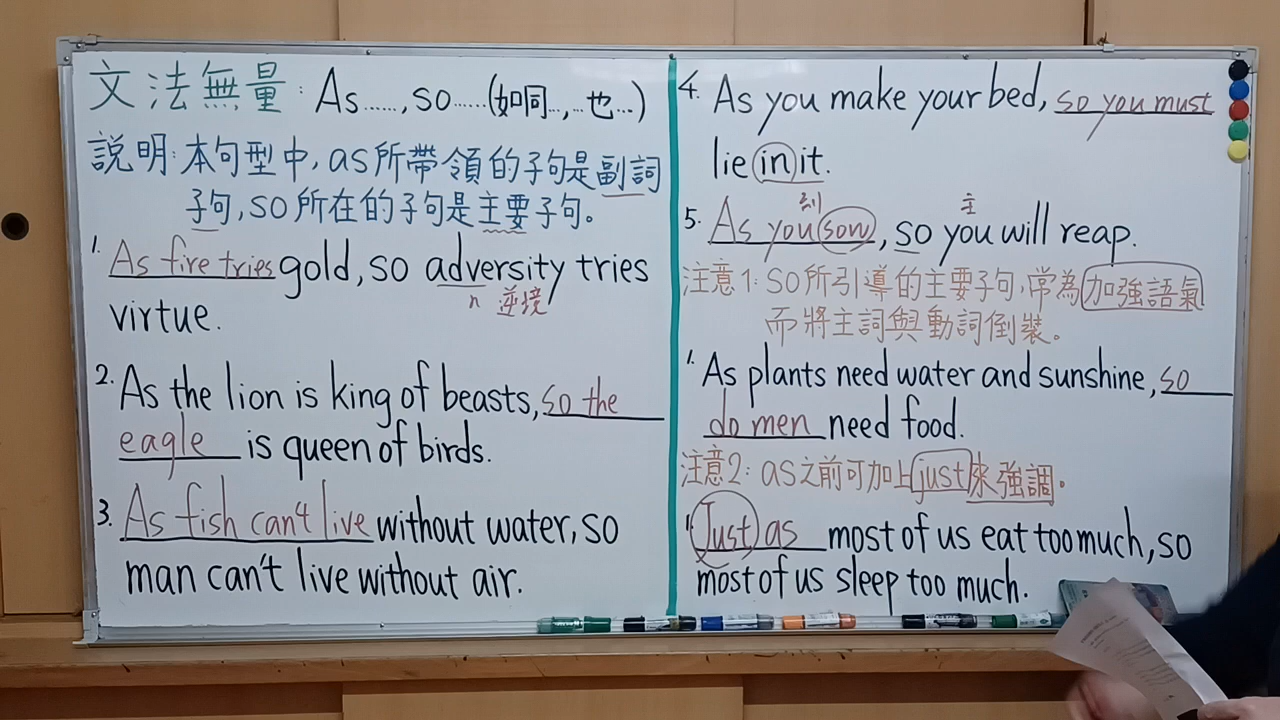 文法無量: As……, so……(如同…,…也…)
說明:本句型中, as所帶領的子句是副詞
子句, so所在的子句是主要子句。
1. As fire tries gold, so adversity tries
n 逆境
virtue.
2. As the lion is king of beasts, so the
eagle is queen of birds.
3. As fish can't live without water, so
man can't live without air.
4. As you make your bed, so you must
lie in it.
副 主
5. As you sow, so you will reap.
注意1: so所引導的主要子句, 常為加強語氣
而將主詞與動詞倒裝。
1. As plants need water and sunshine, so
do men need food.
注意2: as之前可加上just來強調。
1. Just as most of us eat too much, so
most of us sleep too much.